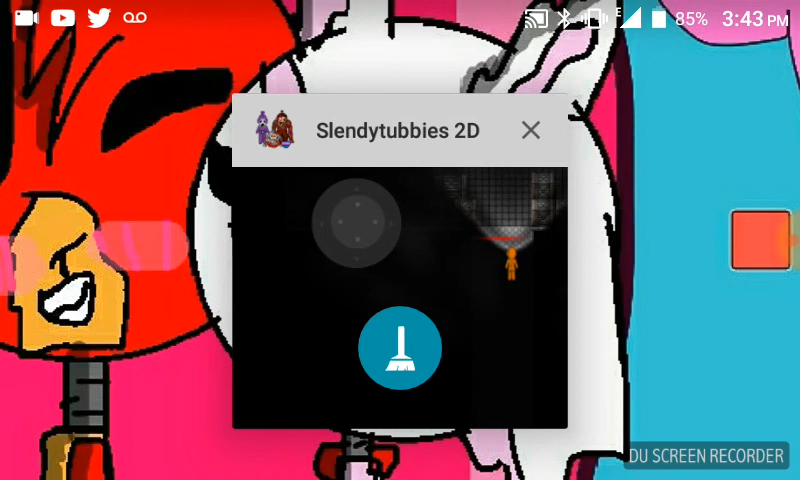 E
85% 3:43 PM
Slendytubbies 2D
DU SCREEN RECORDER